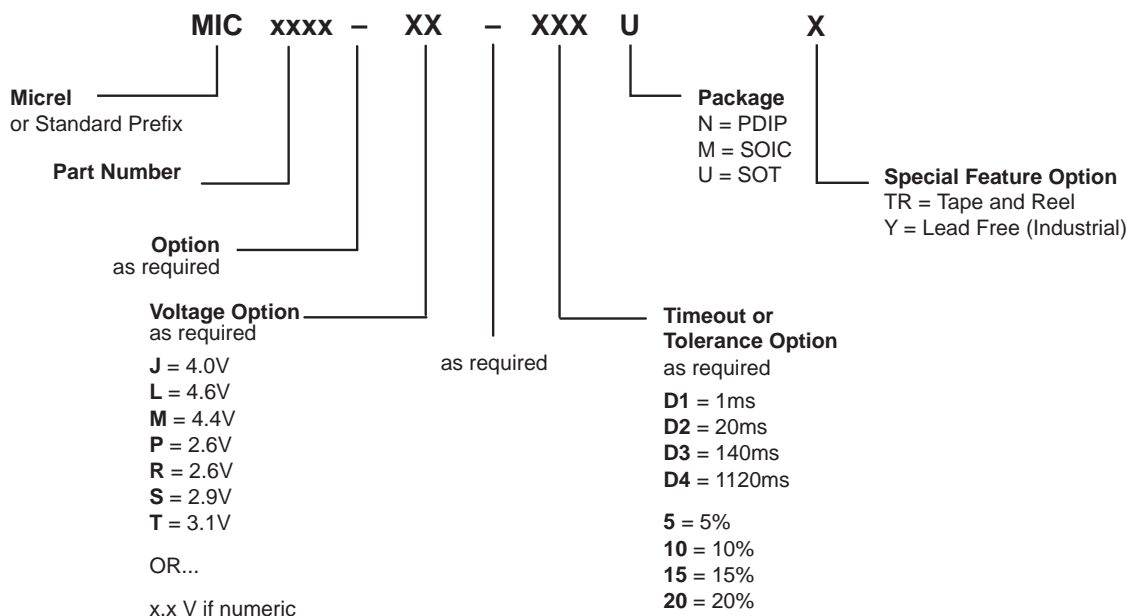 MIC xxxx – XX – XXX U X
Micrel
or Standard Prefix
Part Number
Option
as required
Voltage Option
as required
J = 4.0V
L = 4.6V
M = 4.4V
P = 2.6V
R = 2.6V
S = 2.9V
T = 3.1V
OR...
x.x V if numeric
as required
Package
N = PDIP
M = SOIC
U = SOT
Special Feature Option
TR = Tape and Reel
Y = Lead Free (Industrial)
Timeout or
Tolerance Option
as required
D1 = 1ms
D2 = 20ms
D3 = 140ms
D4 = 1120ms
5 = 5%
10 = 10%
15 = 15%
20 = 20%